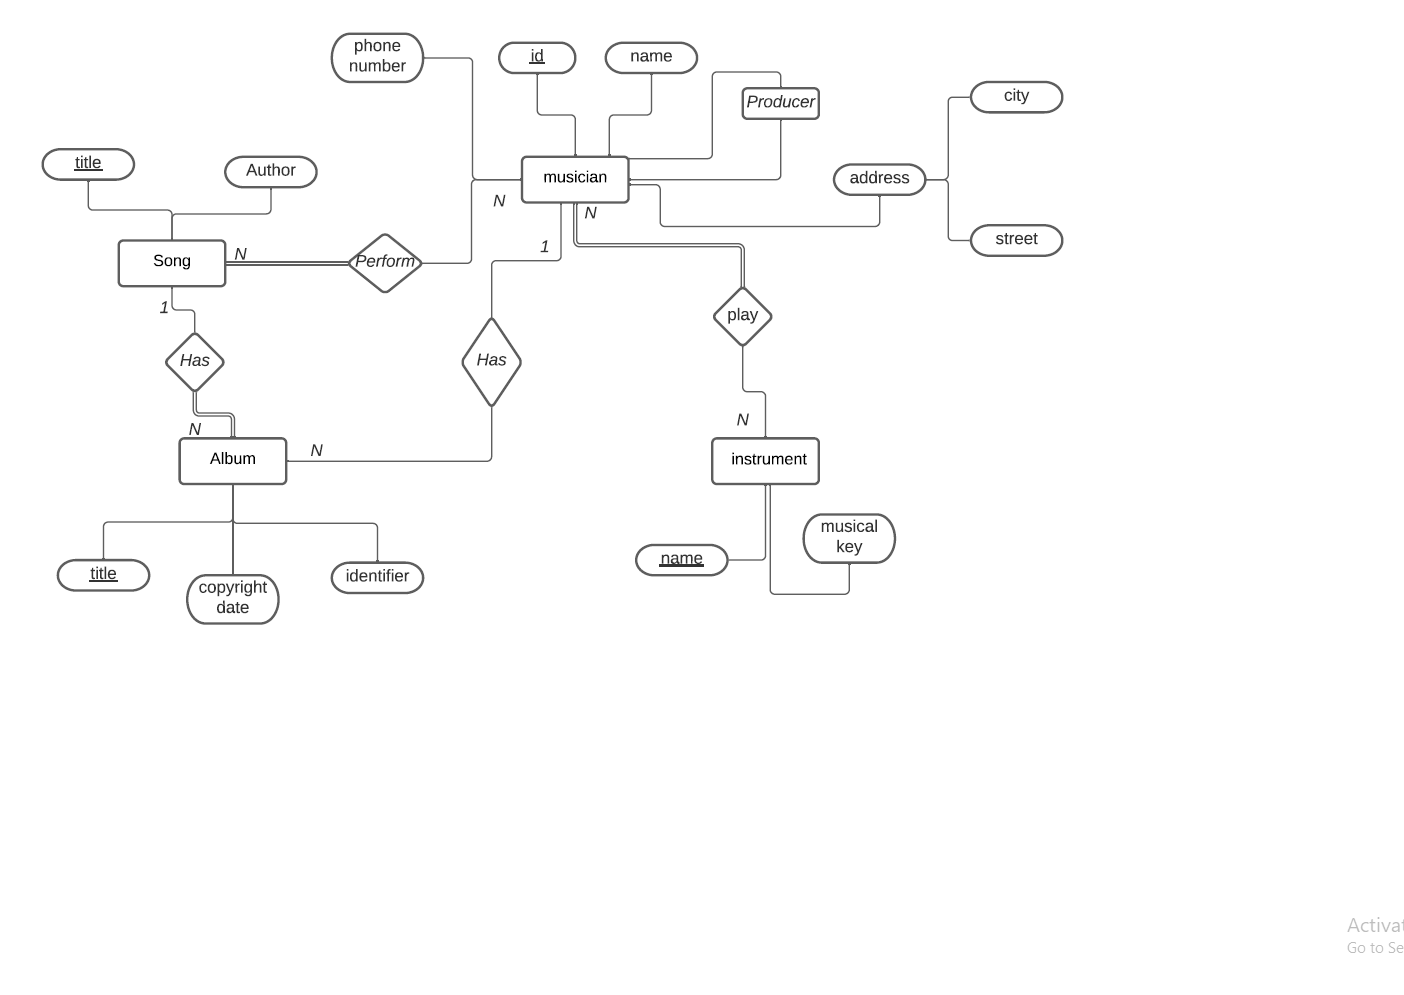 phone
number
id
name
Producer
city
title
Author
musician
address
N
N
street
Song
N
Perform
1
1
play
Has
Has
N
N
N
Album
instrument
musical
key
name
title
copyright
date
identifier
Activat
Go to Se